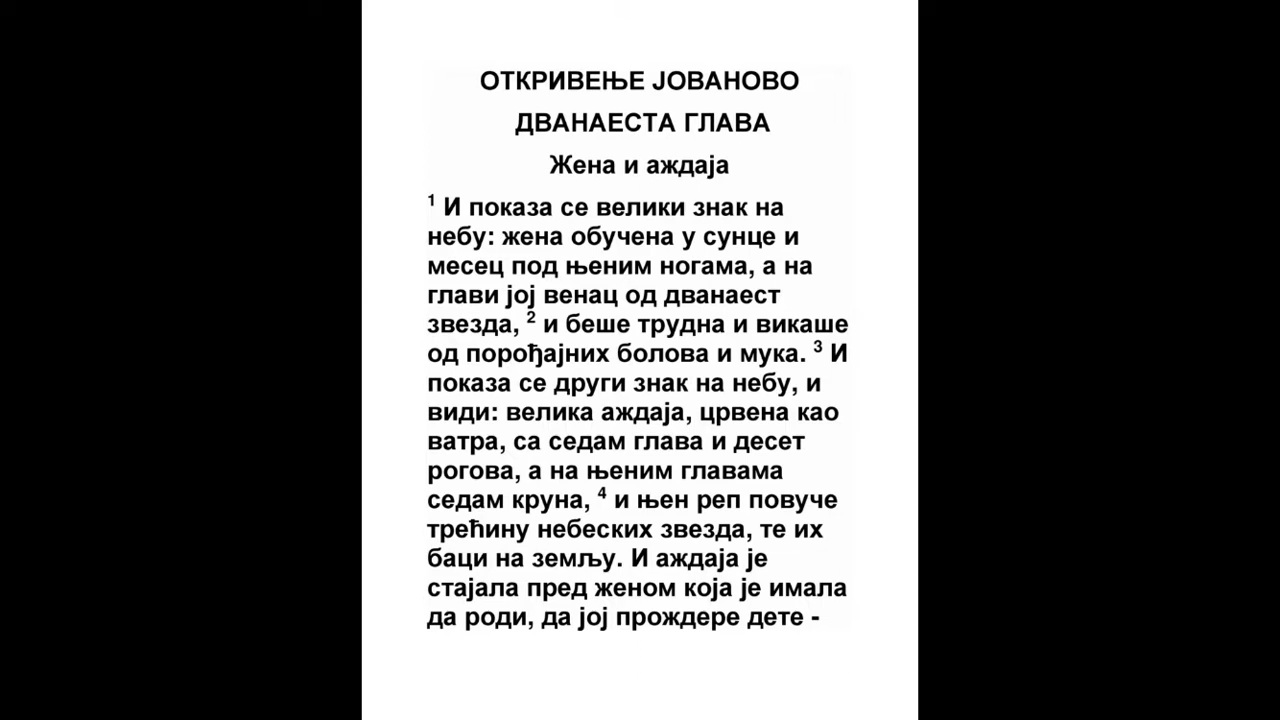 ОТКРИВЕЊЕ ЈОВАНОВО
ДВАНАЕСТА ГЛАВА
Жена и аждаја
¹ И показа се велики знак на
небу: жена обучена у сунце и
месец под њеним ногама, а на
глави јој венац од дванаест
звезда, ² и беше трудна и викаше
од порођајних болова и мука. ³ И
показа се други знак на небу, и
види: велика аждаја, црвена као
ватра, са седам глава и десет
рогова, а на њеним главама
седам круна, ⁴ и њен реп повуче
трећину небеских звезда, те их
баци на земљу. И аждаја је
стајала пред женом која је имала
да роди, да јој прождере дете -